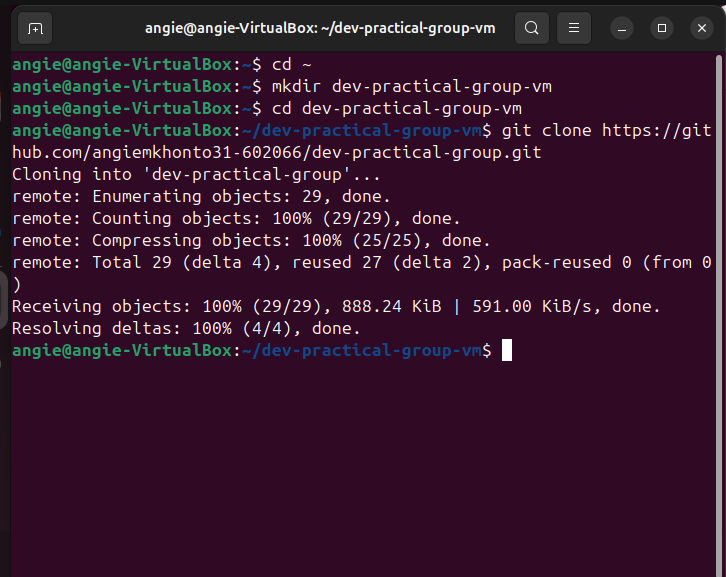 angie@angie-VirtualBox: ~/dev-practical-group-vm
angie@angie-VirtualBox:~$ cd ~
angie@angie-VirtualBox:~$ mkdir dev-practical-group-vm
angie@angie-VirtualBox:~$ cd dev-practical-group-vm
angie@angie-VirtualBox:~/dev-practical-group-vm$ git clone https://git
hub.com/angiemkhonto31-602066/dev-practical-group.git
Cloning into 'dev-practical-group'...
remote: Enumerating objects: 29, done.
remote: Counting objects: 100% (29/29), done.
remote: Compressing objects: 100% (25/25), done.
remote: Total 29 (delta 4), reused 27 (delta 2), pack-reused 0 (from 0
)
Receiving objects: 100% (29/29), 888.24 KiB | 591.00 KiB/s, done.
Resolving deltas: 100% (4/4), done.
angie@angie-VirtualBox:~/dev-practical-group-vm$